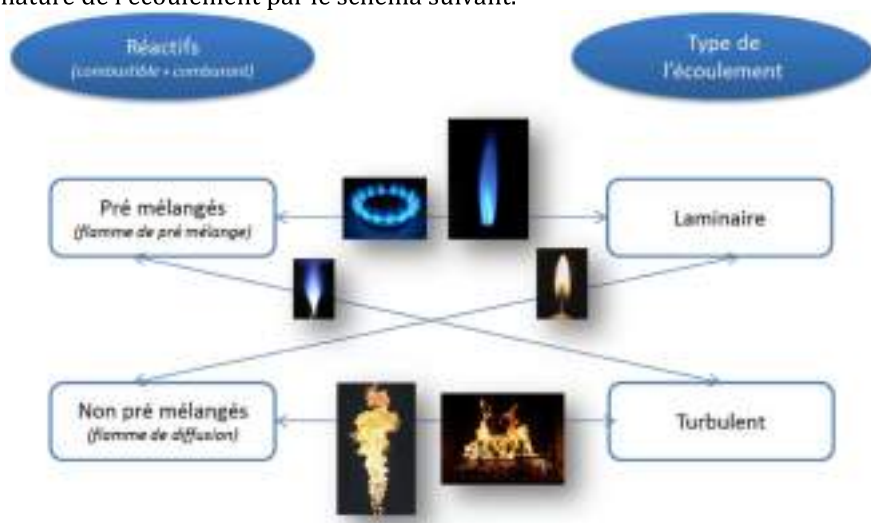 nature de l'écoulement par le schéma suivant.
Réactifs
(combustible + comburant)
Type de
l'écoulement
Pré mélangés
(flamme de pré mélange)
Laminaire
Non pré mélangés
(flamme de diffusion)
Turbulent